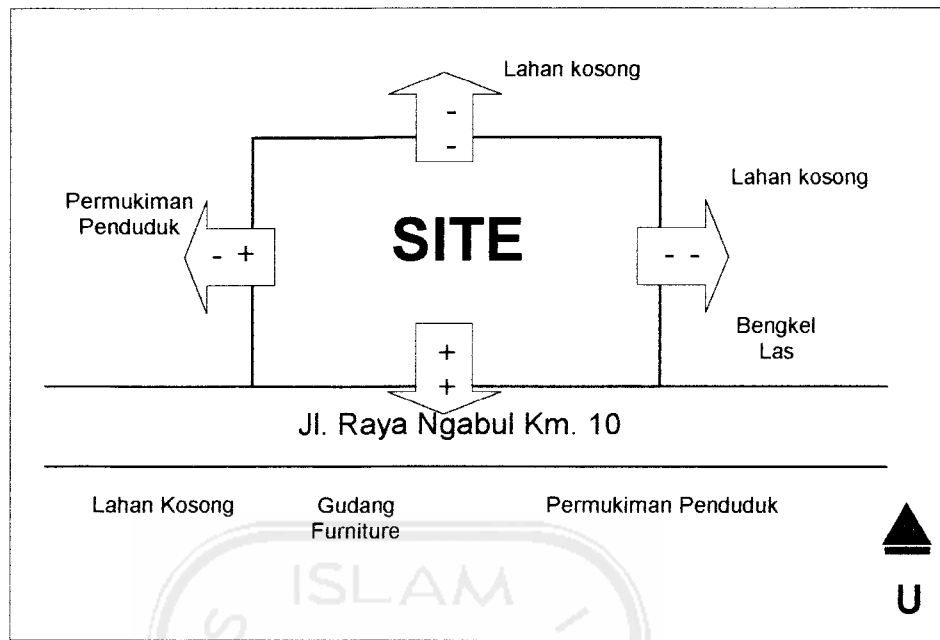 Lahan kosong
-
-
Lahan kosong
Permukiman
Penduduk
SITE
- +
- -
Bengkel
Las
+
+
Jl. Raya Ngabul Km. 10
Lahan Kosong
Gudang
Furniture
Permukiman Penduduk
ISLAM
U